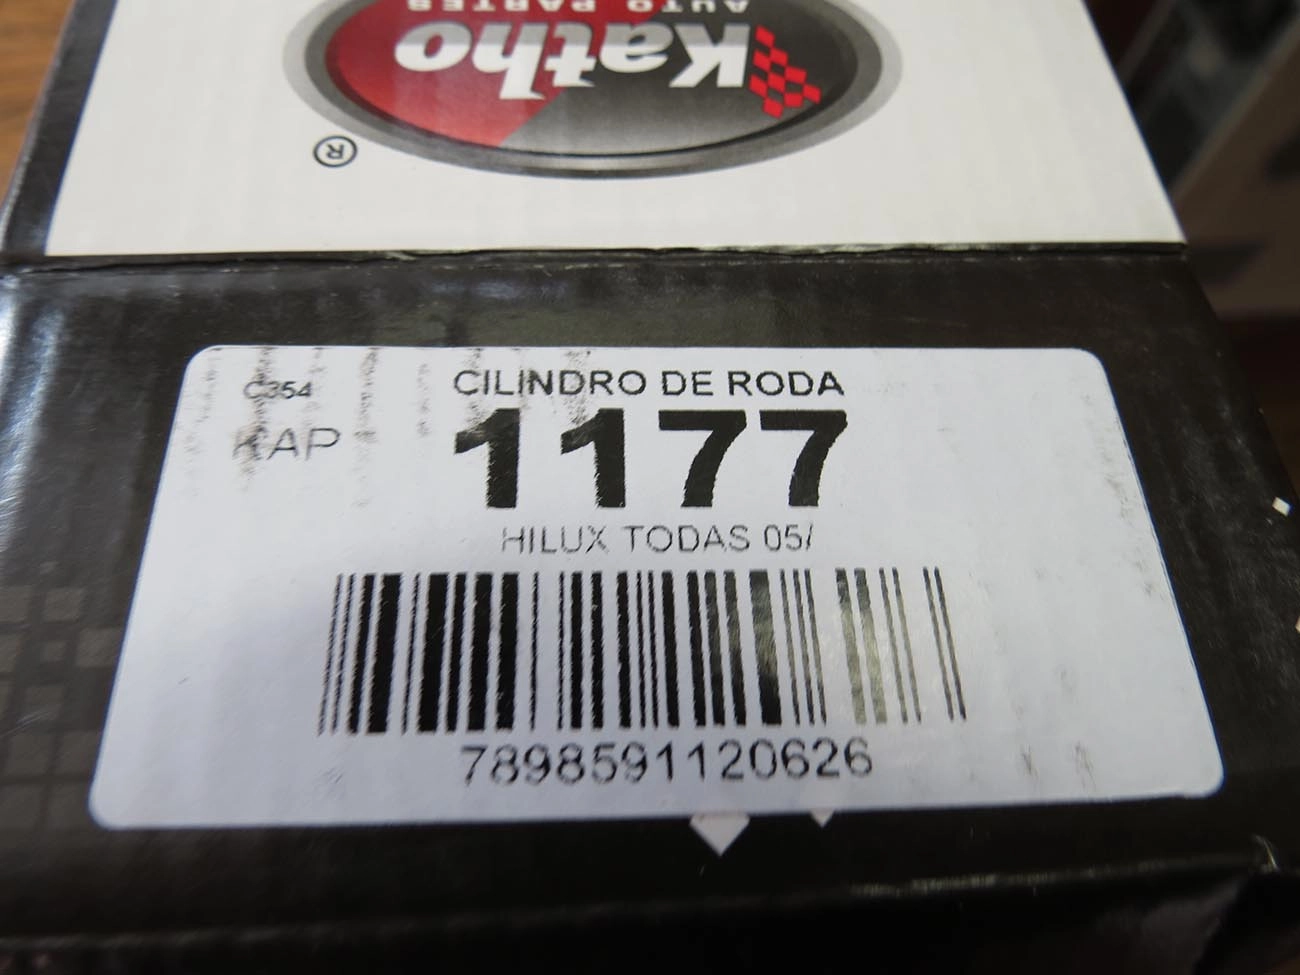 Katho
AUTO PARTES
®
C354
KAP
CILINDRO DE RODA
1177
HILUX TODAS 05/
7898591120626